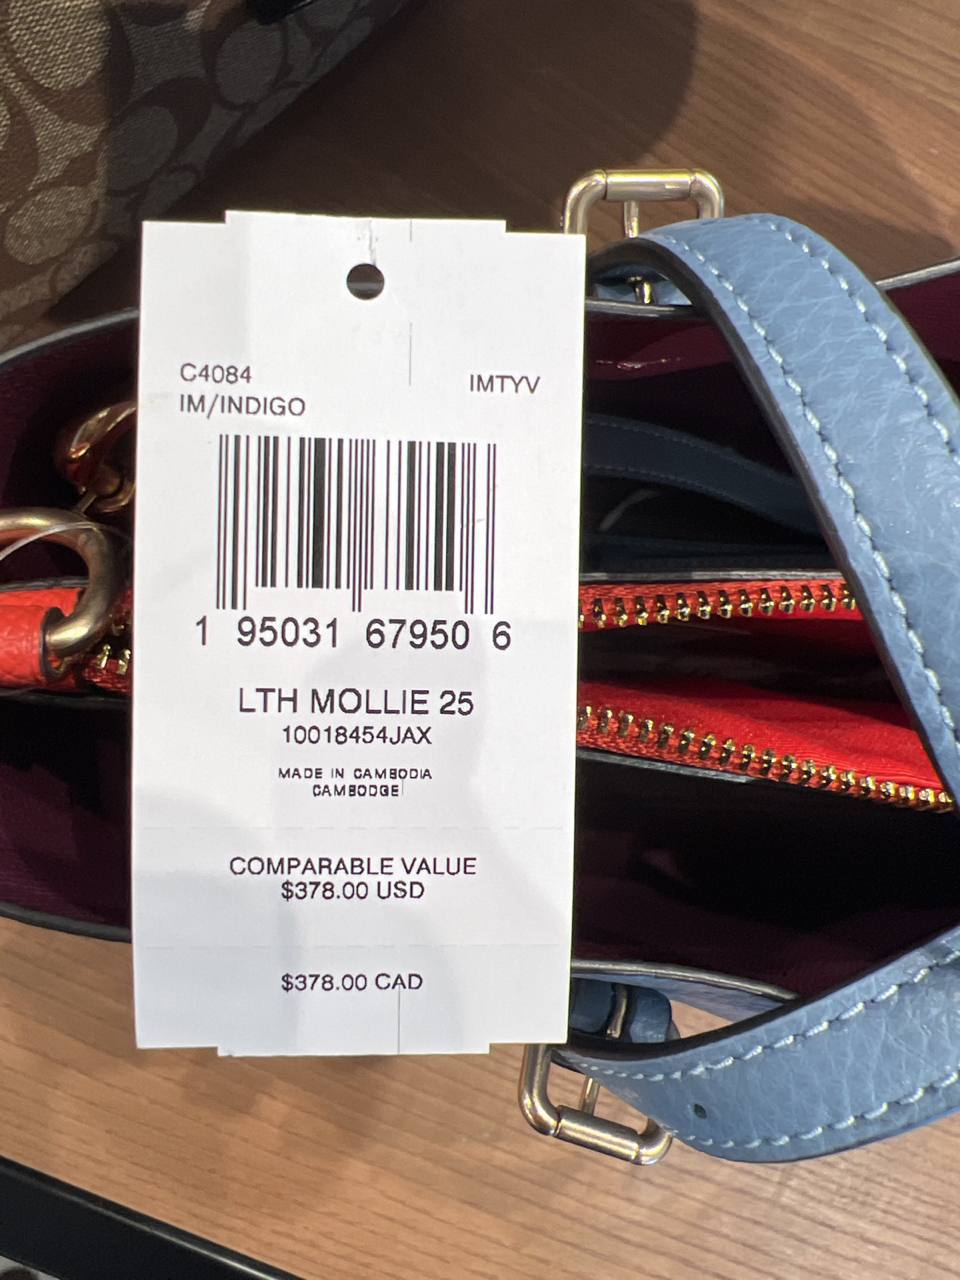 C4084
IMTYV
IM/INDIGO
1 95031 67950 6
LTH MOLLIE 25
10018454JAX
MADE IN CAMBODIA
CAMBODGE
COMPARABLE VALUE
$378.00 USD
$378.00 CAD